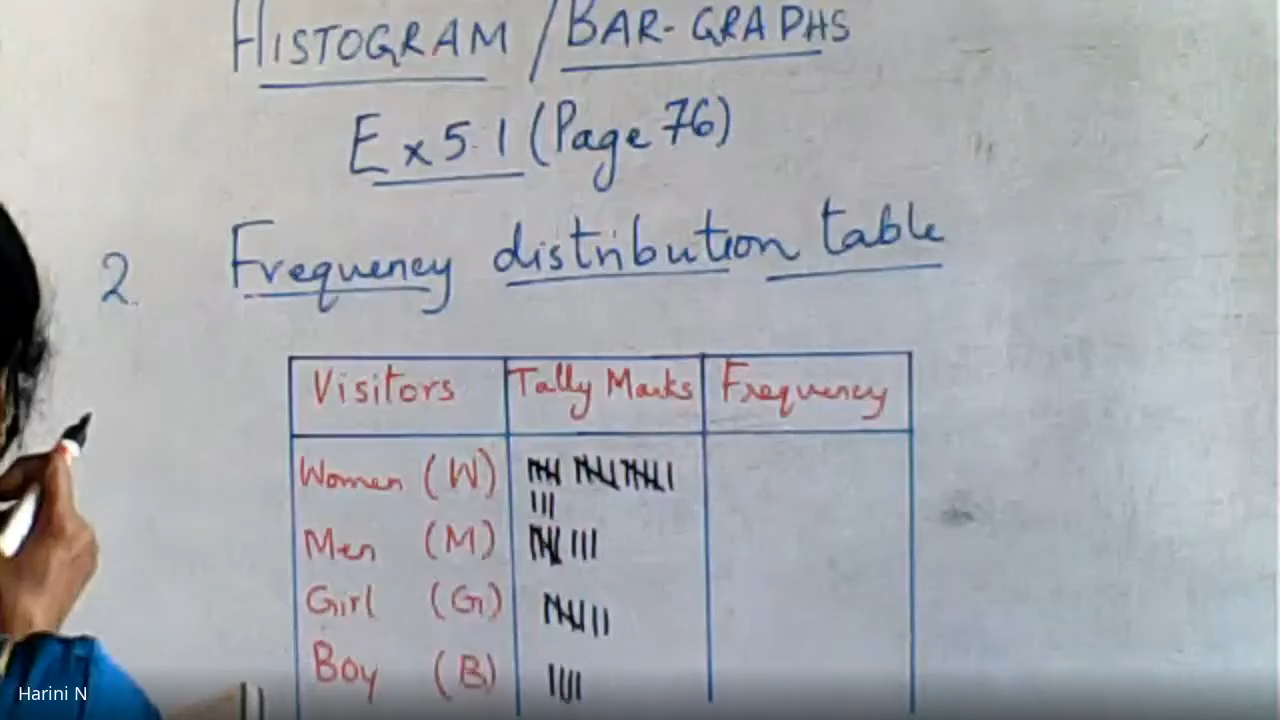 HISTOGRAM / BAR-GRAPHS
Ex 5.1 (Page 76)
2. Frequency distribution table
Visitors Tally Marks Frequency
Women (W)
Men (M)
Girl (G)
Boy (B)
Harini N